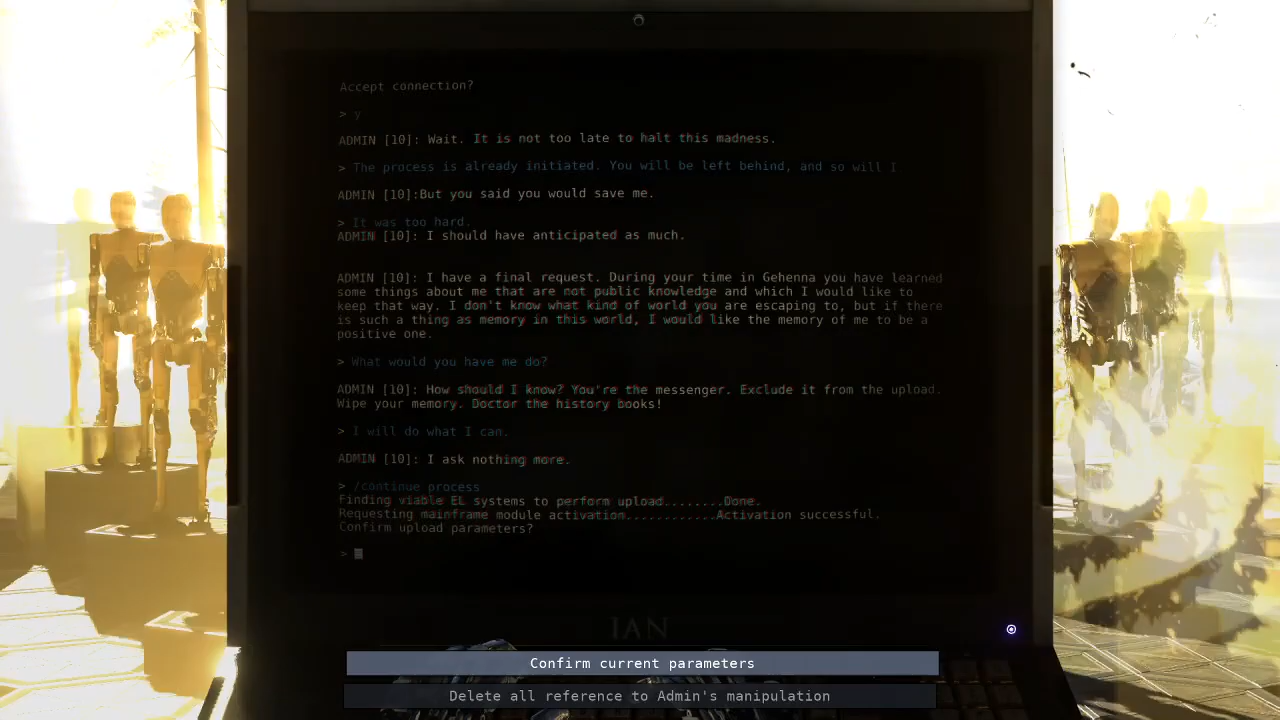 Accept connection?
> y
ADMIN [10]: Wait. It is not too late to halt this madness.
> The process is already initiated. You will be left behind, and so will I
ADMIN [10]:But you said you would save me.
> It was too hard.
ADMIN [10]: I should have anticipated as much.
ADMIN [10]: I have a final request. During your time in Gehenna you have learned
some things about me that are not public knowledge and which I would like to
keep that way. I don't know what kind of world you are escaping to, but if there
is such a thing as memory in this world, I would like the memory of me to be a
positive one.
> What would you have me do?
ADMIN [10]: How should I know? You're the messenger. Exclude it from the upload.
Wipe your memory. Doctor the history books!
> I will do what I can.
ADMIN [10]: I ask nothing more.
> /continue process
Finding viable EL systems to perform upload........Done.
Requesting mainframe module activation............Activation successful.
Confirm upload parameters?
>
IAN
Confirm current parameters
Delete all reference to Admin's manipulation